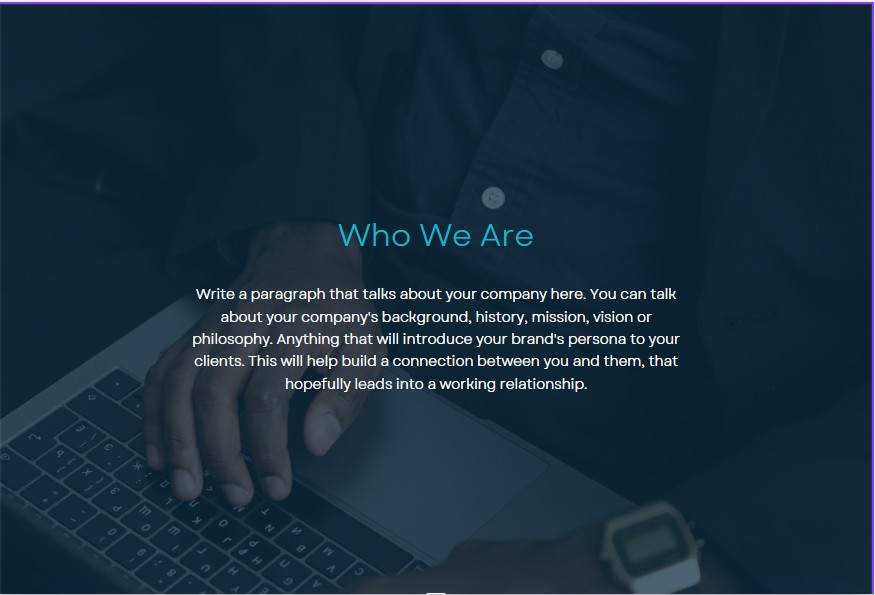 Who We Are
Write a paragraph that talks about your company here. You can talk
about your company's background, history, mission, vision or
philosophy. Anything that will introduce your brand's persona to your
clients. This will help build a connection between you and them, that
hopefully leads into a working relationship.